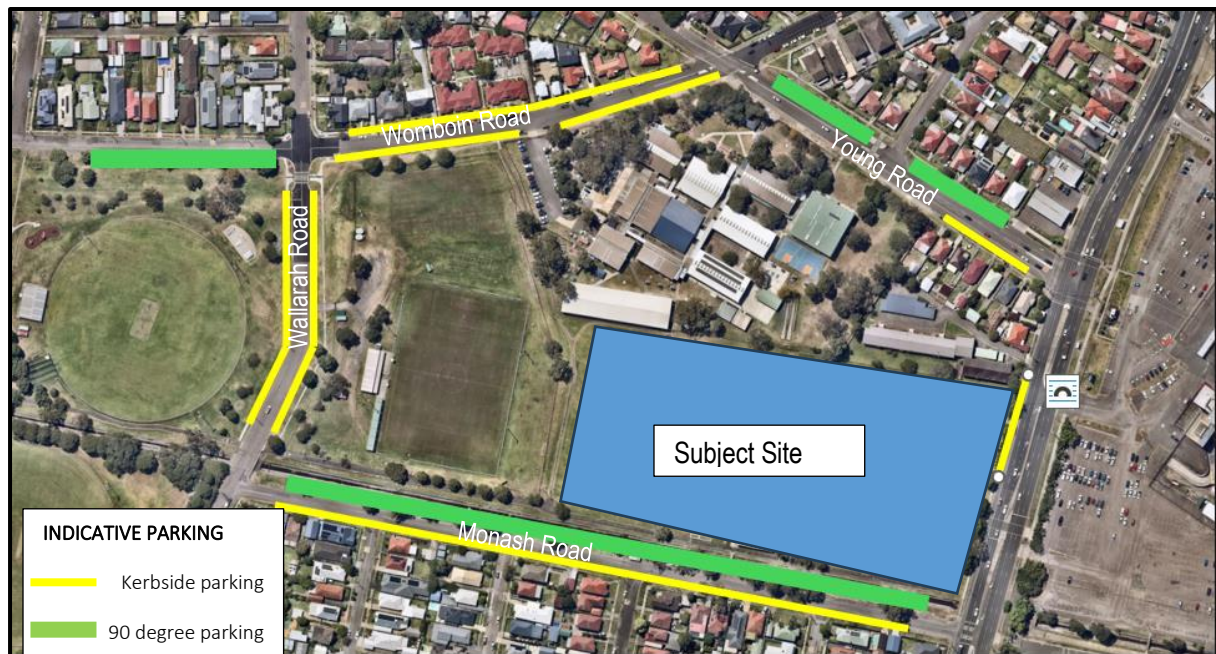 Womboin Road
Young Road
Wallarah Road
Subject Site
Monash Road
INDICATIVE PARKING
Kerbside parking
90 degree parking